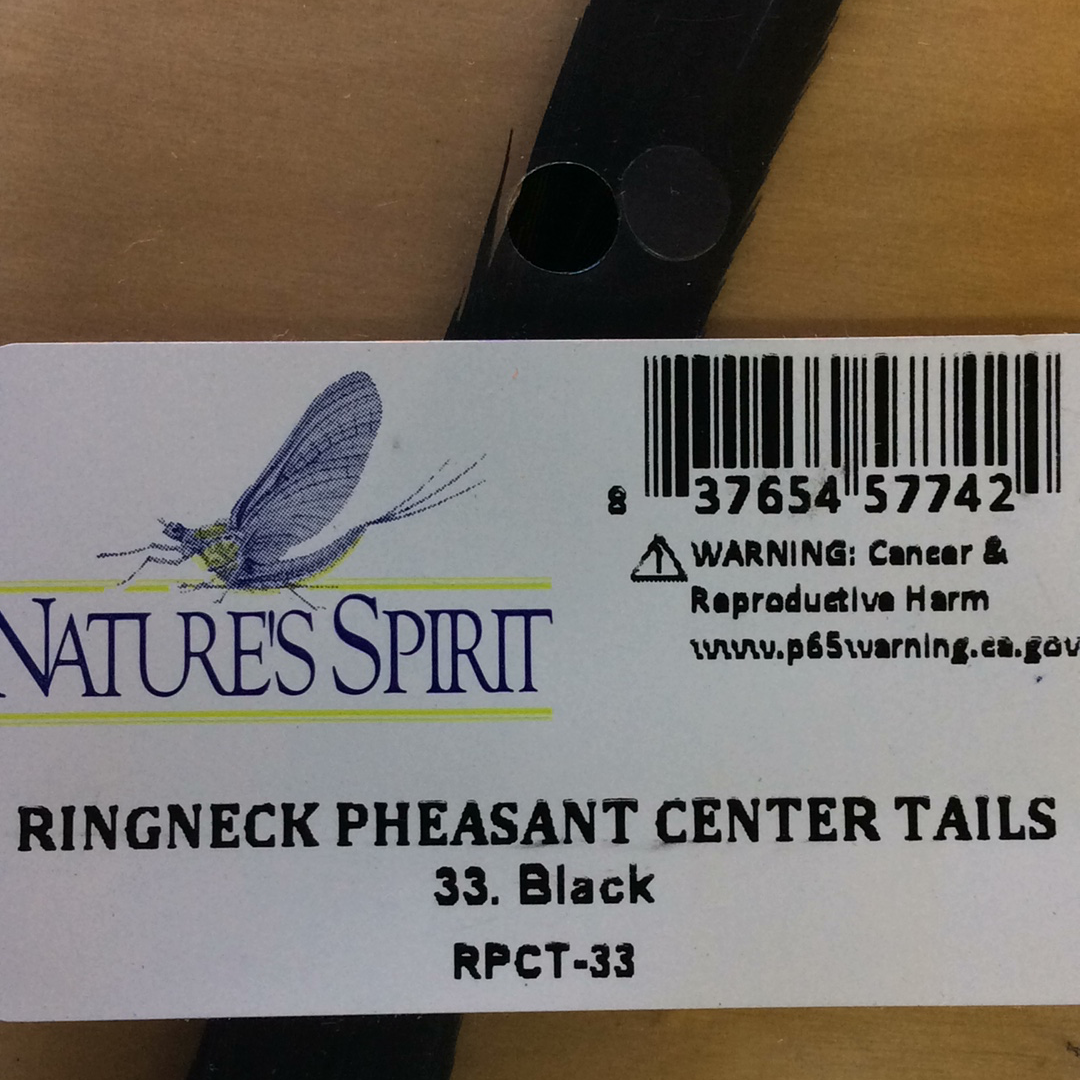 NATURE'S SPIRIT
8 37654 57742
WARNING: Cancer &
Reproductive Harm
www.p65warning.ca.gov
RINGNECK PHEASANT CENTER TAILS
33. Black
RPCT-33